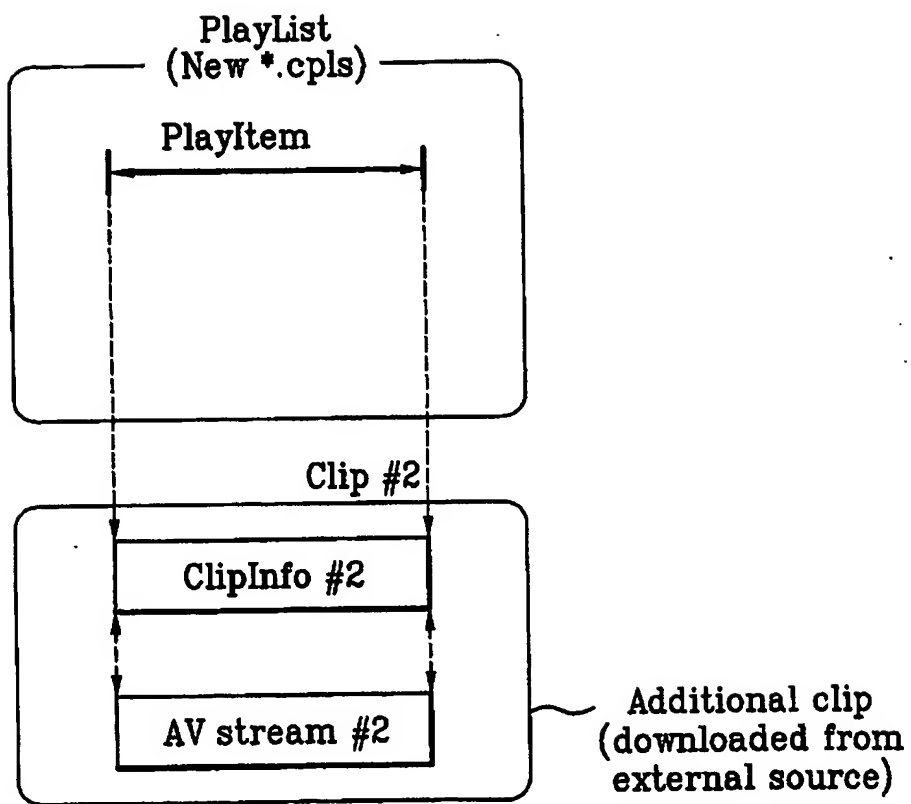 PlayList
(New *.cpls)
PlayItem
Clip #2
ClipInfo #2
AV stream #2
Additional clip
(downloaded from
external source)